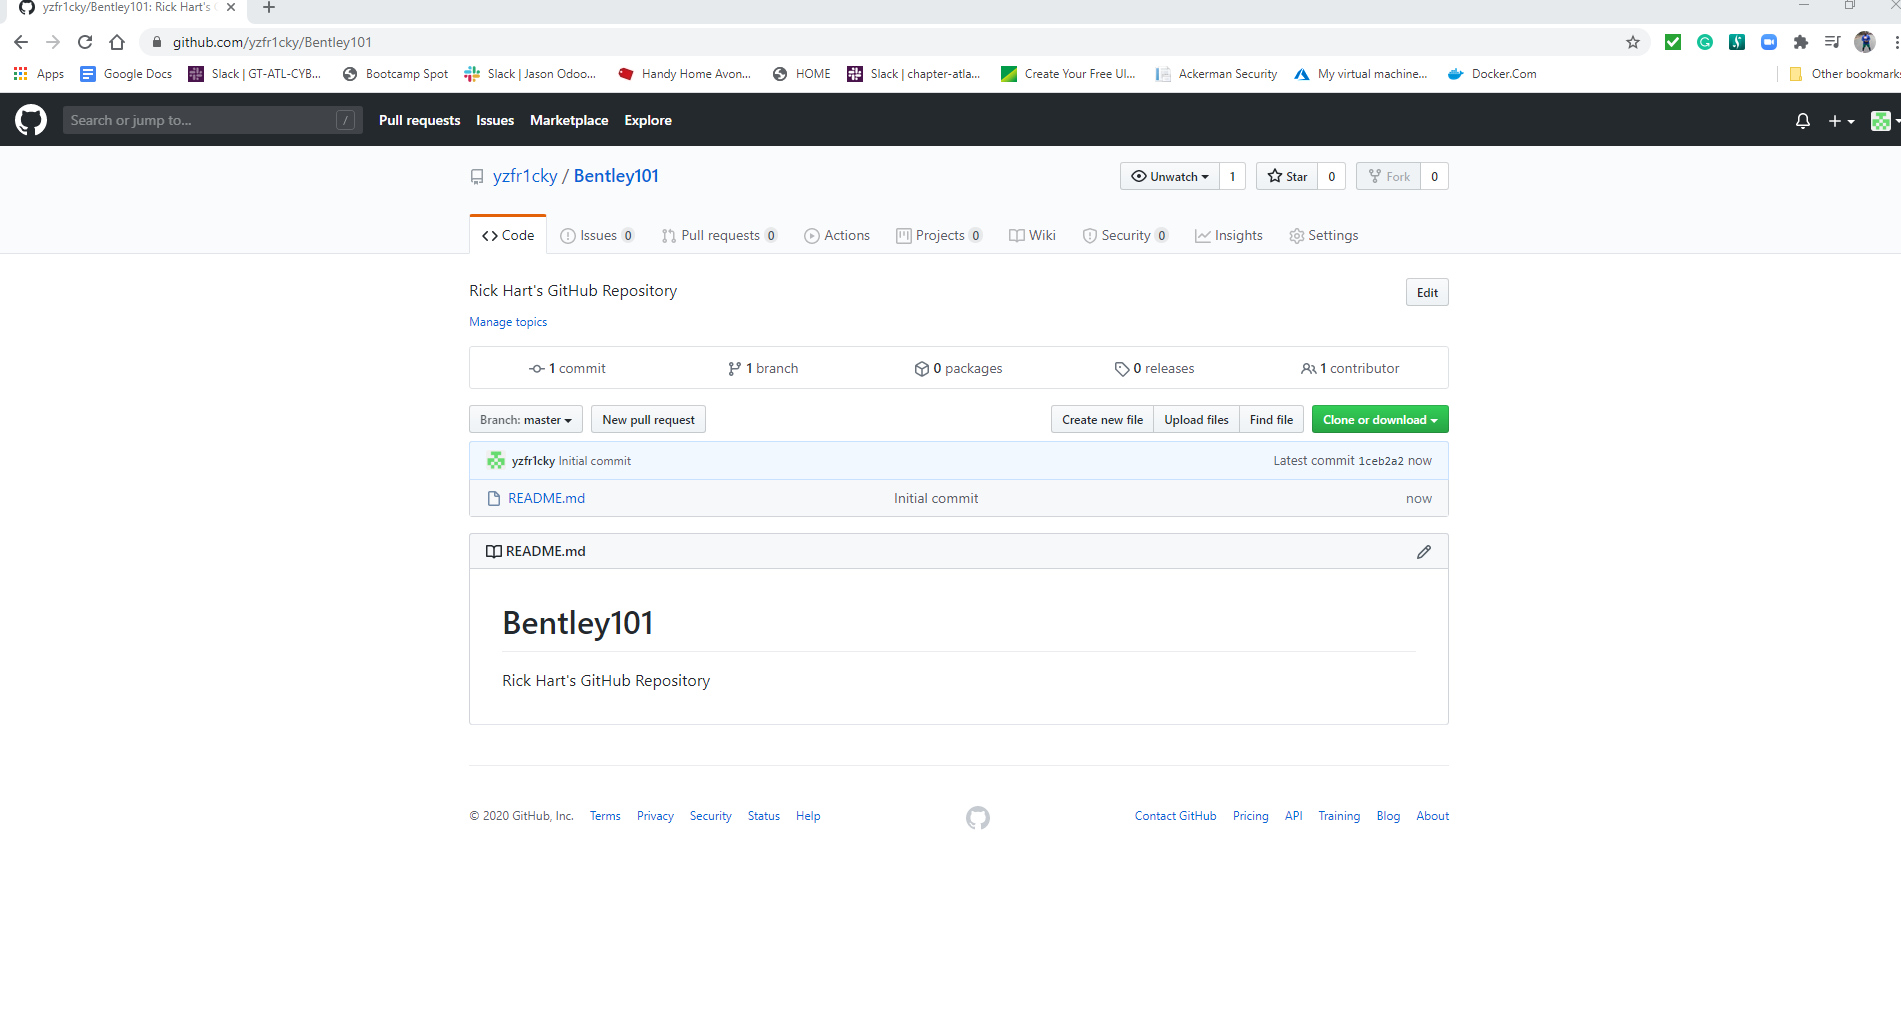 yzfr1cky/Bentley101: Rick Hart's G
github.com/yzfr1cky/Bentley101
Apps Google Docs Slack | GT-ATL-CYB... Bootcamp Spot Slack | Jason Odoo... Handy Home Avon... HOME Slack | chapter-atla... Create Your Free UI... Ackerman Security My virtual machine... Docker.Com Other bookmarks
Search or jump to... / Pull requests Issues Marketplace Explore
yzfr1cky / Bentley101 Unwatch 1 Star 0 Fork 0
Code Issues 0 Pull requests 0 Actions Projects 0 Wiki Security 0 Insights Settings
Rick Hart's GitHub Repository Edit
Manage topics
1 commit 1 branch 0 packages 0 releases 1 contributor
Branch: master New pull request Create new file Upload files Find file Clone or download
yzfr1cky Initial commit Latest commit 1ceb2a2 now
README.md Initial commit now
README.md
Bentley101
Rick Hart's GitHub Repository
© 2020 GitHub, Inc. Terms Privacy Security Status Help Contact GitHub Pricing API Training Blog About